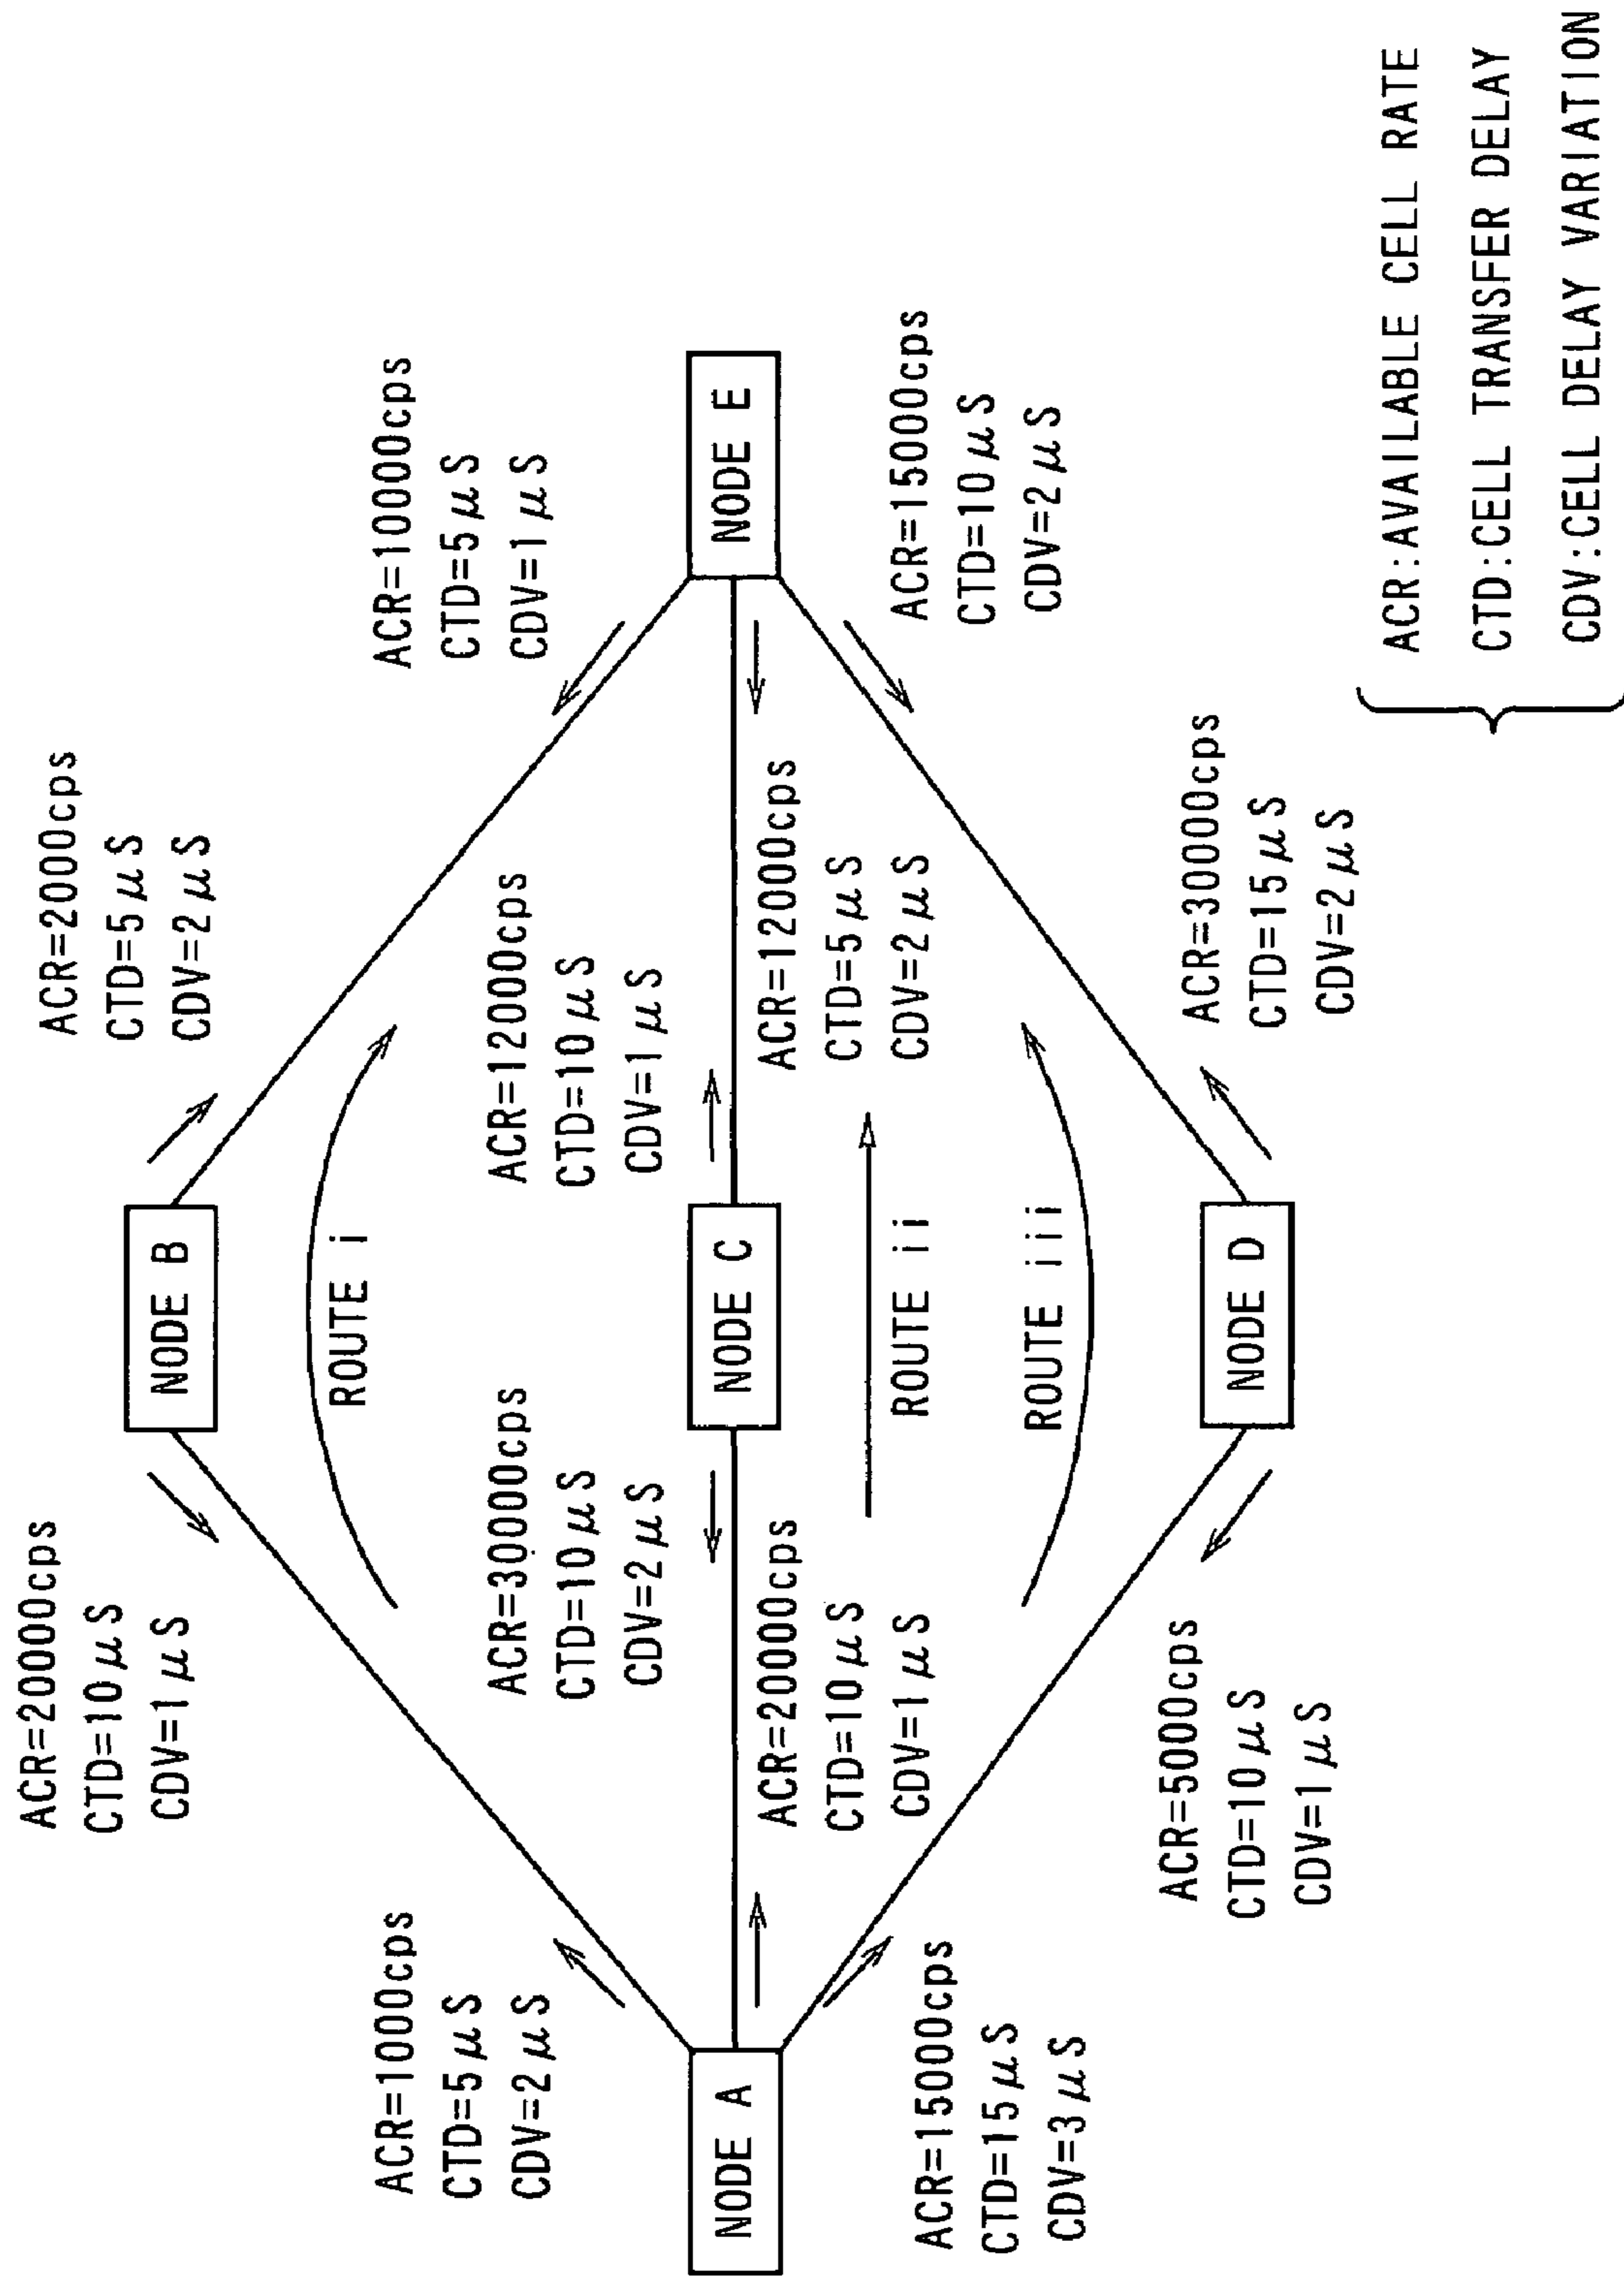 ACR=20000cps
CTD=10μS
CDV=1μS
ACR=2000cps
CTD=5μS
CDV=2μS
NODE B
ACR=1000cps
CTD=5μS
CDV=2μS
ROUTE i
ACR=10000cps
CTD=5μS
CDV=1μS
ACR=30000cps
CTD=10μS
CDV=2μS
ACR=12000cps
CTD=10μS
CDV=1μS
NODE A
NODE C
NODE E
ACR=20000cps
CTD=10μS
CDV=1μS
ACR=12000cps
CTD=5μS
CDV=2μS
ROUTE ii
ACR=15000cps
CTD=15μS
CDV=3μS
ROUTE iii
ACR=15000cps
CTD=10μS
CDV=2μS
ACR=5000cps
CTD=10μS
CDV=1μS
NODE D
ACR=30000cps
CTD=15μS
CDV=2μS
ACR:AVAILABLE CELL RATE
CTD:CELL TRANSFER DELAY
CDV:CELL DELAY VARIATION